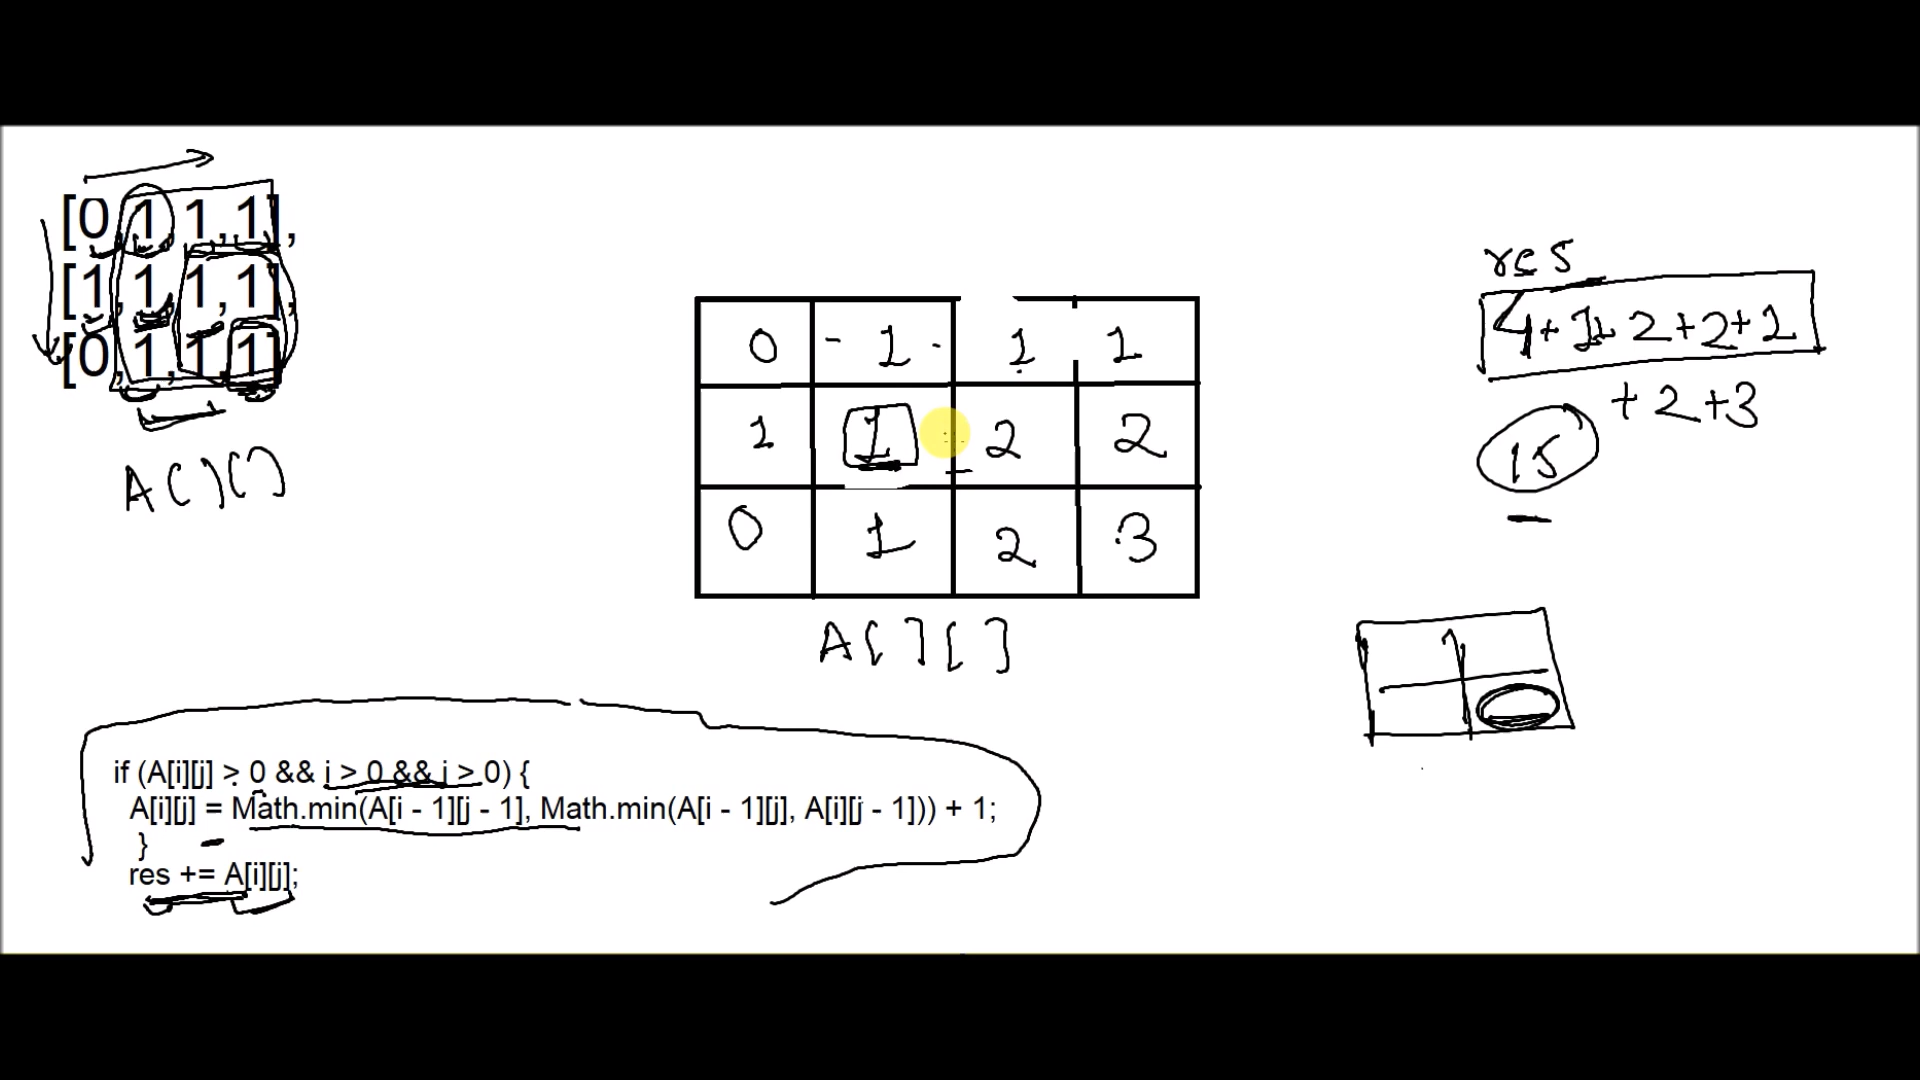 [0,1,1,1],
[1,1,1,1],
[0,1,1,1]
A[][]
0 1 1 1
1 1 2 2
0 1 2 3
A[][]
res
4+1+2+2+1
+2+3
15
if (A[i][j] > 0 && i > 0 && j > 0) {
A[i][j] = Math.min(A[i - 1][j - 1], Math.min(A[i - 1][j], A[i][j - 1])) + 1;
}
res += A[i][j];